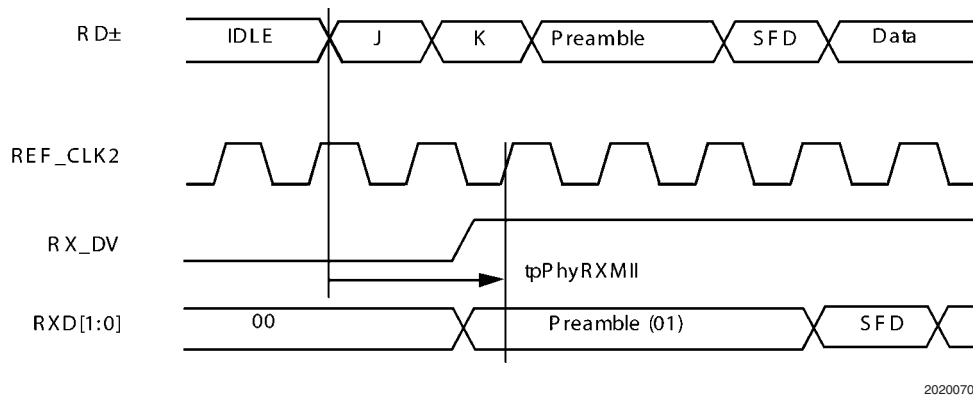 RD± IDLE J K Preamble SFD Data
REF_CLK2
RX_DV
tpPhyRXMII
RXD[1:0] 00 Preamble (01) SFD
2020070